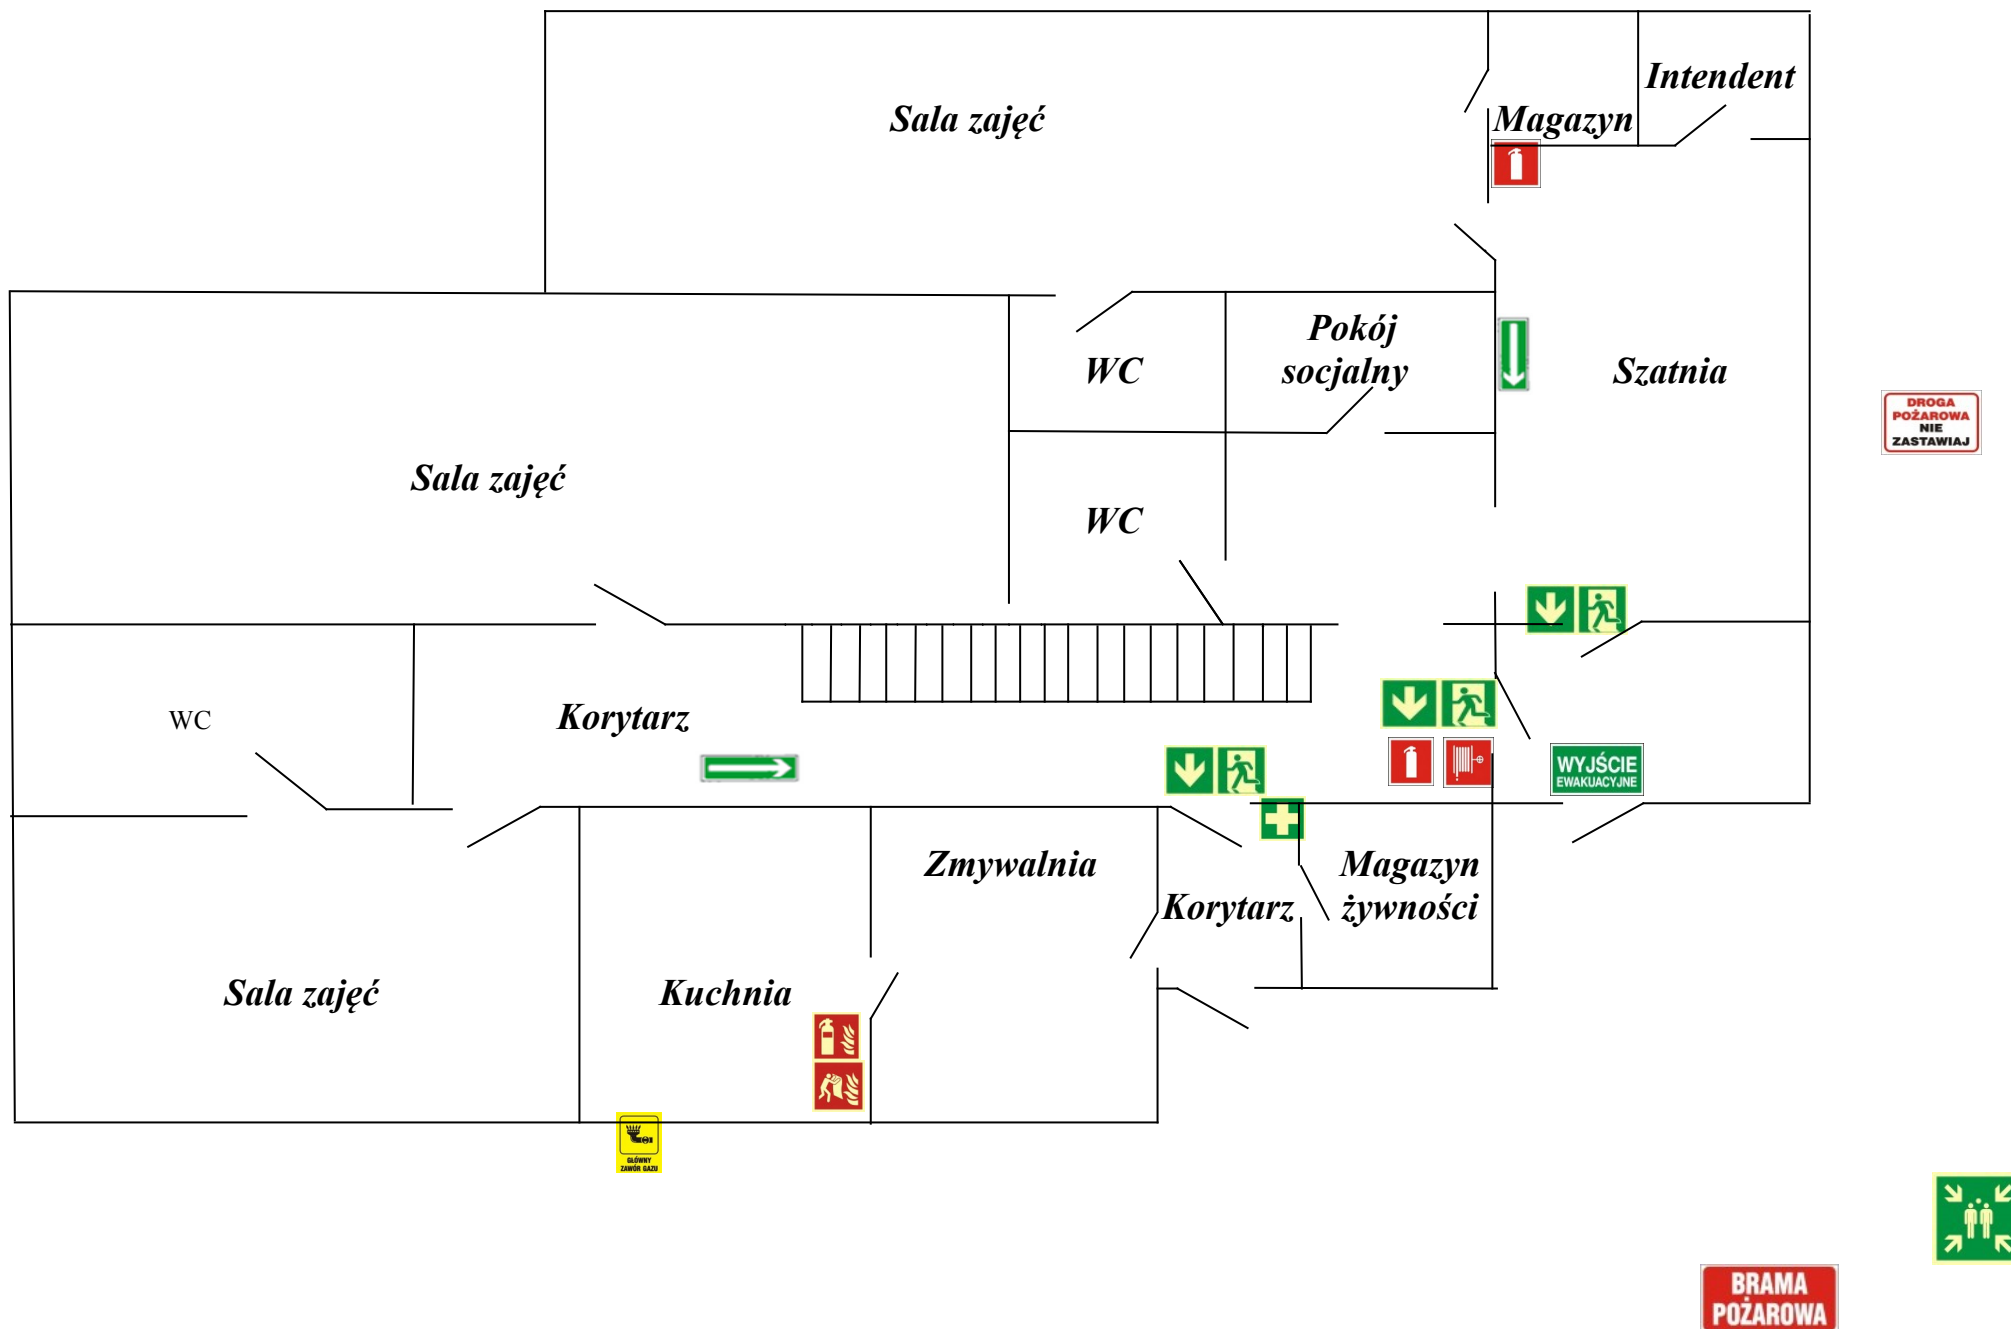 Intendent
Sala zajęć
Magazyn
Pokój
socjalny
WC
Szatnia
DROGA
POŻAROWA
NIE
ZASTAWIAJ
Sala zajęć
WC
WC
Korytarz
WYJŚCIE
EWAKUACYJNE
Zmywalnia
Magazyn
żywności
Korytarz
Sala zajęć
Kuchnia
GŁÓWNY
ZAWÓR GAZU
BRAMA
POŻAROWA